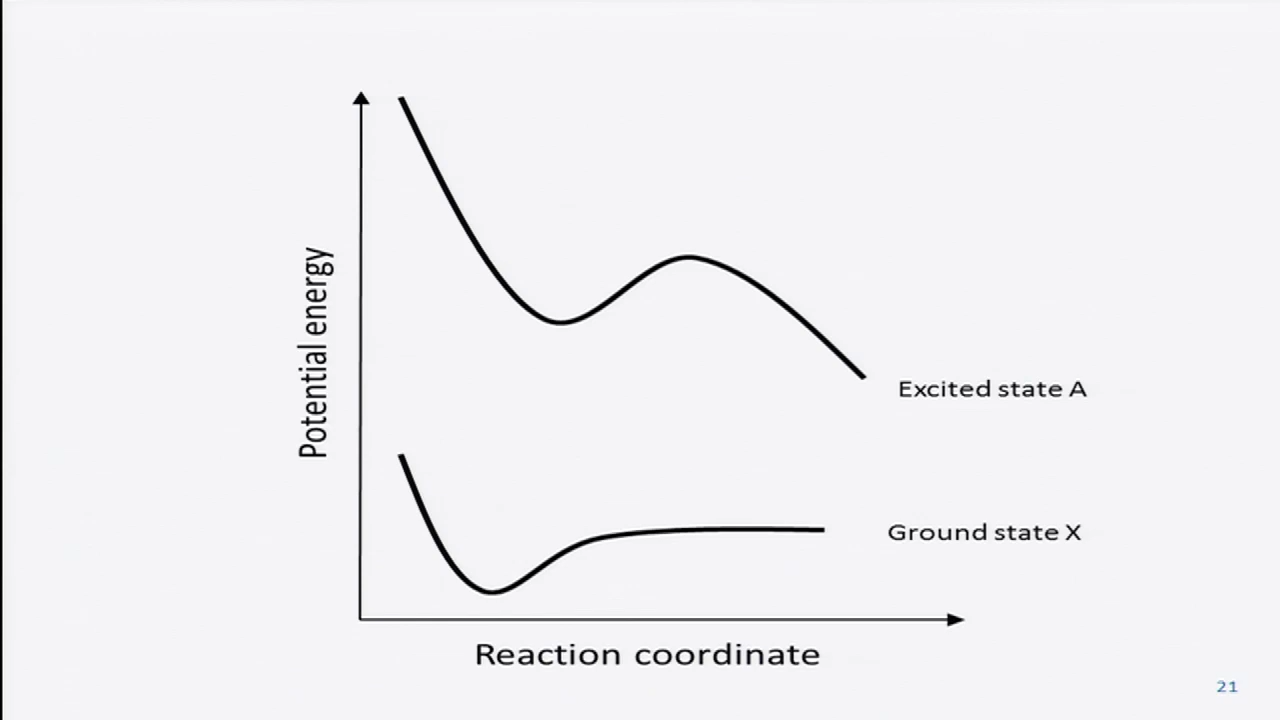 Potential energy
Excited state A
Ground state X
Reaction coordinate
21